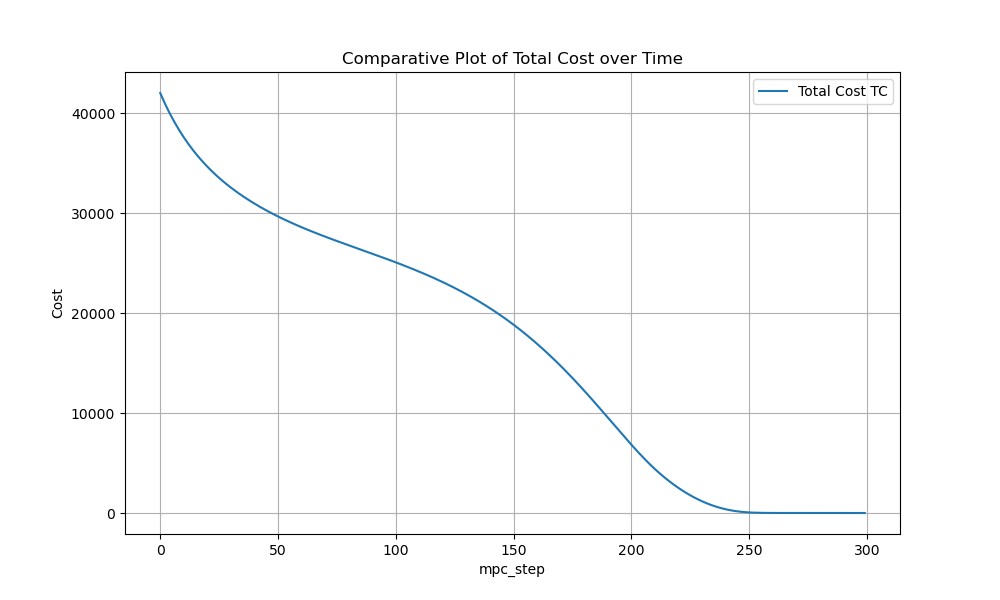 Comparative Plot of Total Cost over Time
Total Cost TC
40000
30000
20000
10000
0
Cost
0 50 100 150 200 250 300
mpc_step